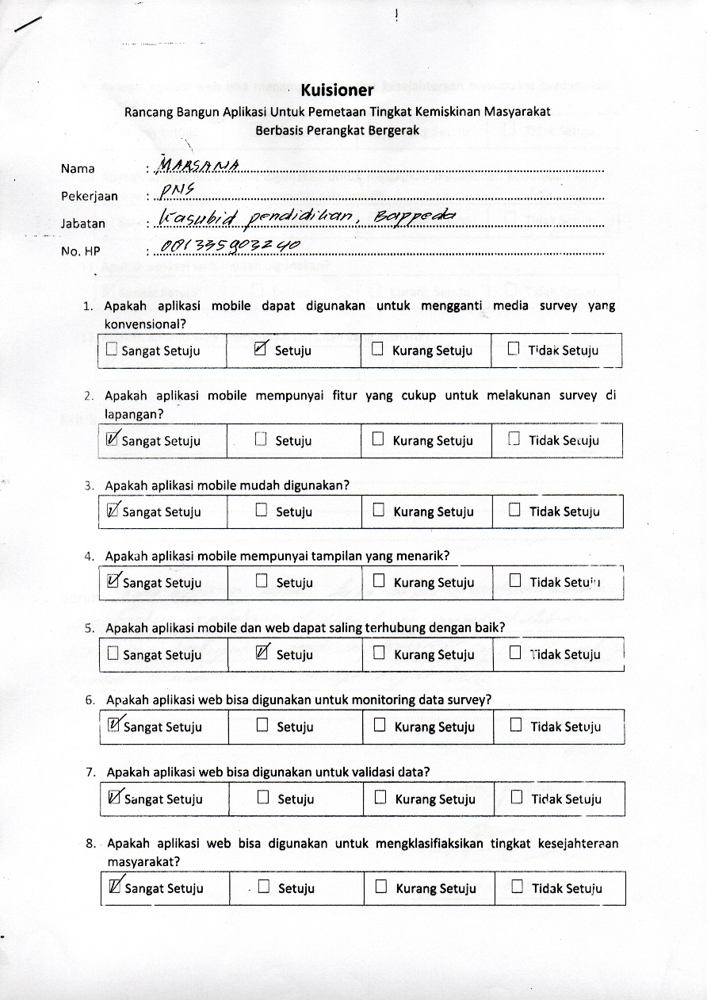 Kuisioner
Rancang Bangun Aplikasi Untuk Pemetaan Tingkat Kemiskinan Masyarakat
Berbasis Perangkat Bergerak
Nama : MARSANA
Pekerjaan : PNS
Jabatan : Kasubid pendidikan, Bappeda
No. HP : 081335903240
1. Apakah aplikasi mobile dapat digunakan untuk mengganti media survey yang
konvensional?
☐ Sangat Setuju ☑ Setuju ☐ Kurang Setuju ☐ Tidak Setuju
2. Apakah aplikasi mobile mempunyai fitur yang cukup untuk melakunan survey di
lapangan?
☑ Sangat Setuju ☐ Setuju ☐ Kurang Setuju ☐ Tidak Setuju
3. Apakah aplikasi mobile mudah digunakan?
☑ Sangat Setuju ☐ Setuju ☐ Kurang Setuju ☐ Tidak Setuju
4. Apakah aplikasi mobile mempunyai tampilan yang menarik?
☑ Sangat Setuju ☐ Setuju ☐ Kurang Setuju ☐ Tidak Setuju
5. Apakah aplikasi mobile dan web dapat saling terhubung dengan baik?
☐ Sangat Setuju ☑ Setuju ☐ Kurang Setuju ☐ Tidak Setuju
6. Apakah aplikasi web bisa digunakan untuk monitoring data survey?
☑ Sangat Setuju ☐ Setuju ☐ Kurang Setuju ☐ Tidak Setuju
7. Apakah aplikasi web bisa digunakan untuk validasi data?
☑ Sangat Setuju ☐ Setuju ☐ Kurang Setuju ☐ Tidak Setuju
8. Apakah aplikasi web bisa digunakan untuk mengklasifiaksikan tingkat kesejahteraan
masyarakat?
☑ Sangat Setuju ☐ Setuju ☐ Kurang Setuju ☐ Tidak Setuju